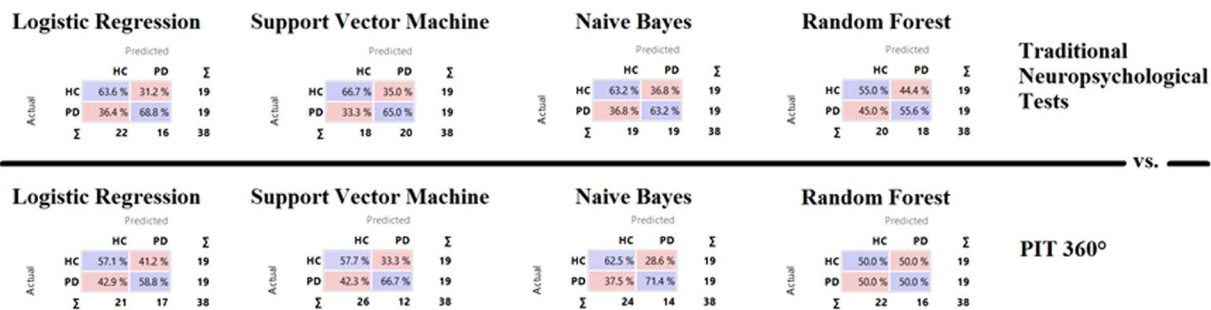 Logistic Regression Support Vector Machine Naive Bayes Random Forest
Predicted Predicted Predicted Predicted
HC PD Σ HC PD Σ HC PD Σ HC PD Σ
Actual HC 63.6 % 31.2 % 19 HC 66.7 % 35.0 % 19 Actual HC 63.2 % 36.8 % 19 Actual HC 55.0 % 44.4 % 19
PD 36.4 % 68.8 % 19 PD 33.3 % 65.0 % 19 PD 36.8 % 63.2 % 19 PD 45.0 % 55.6 % 19
Σ 22 16 38 Actual Σ 18 20 38 Σ 19 19 38 Σ 20 18 38
Traditional
Neuropsychological
Tests
vs.
Logistic Regression Support Vector Machine Naive Bayes Random Forest
Predicted Predicted Predicted Predicted
HC PD Σ HC PD Σ HC PD Σ HC PD Σ
Actual HC 57.1 % 41.2 % 19 Actual HC 57.7 % 33.3 % 19 Actual HC 62.5 % 28.6 % 19 Actual HC 50.0 % 50.0 % 19
PD 42.9 % 58.8 % 19 PD 42.3 % 66.7 % 19 PD 37.5 % 71.4 % 19 PD 50.0 % 50.0 % 19
Σ 21 17 38 Σ 26 12 38 Σ 24 14 38 Σ 22 16 38
PIT 360°